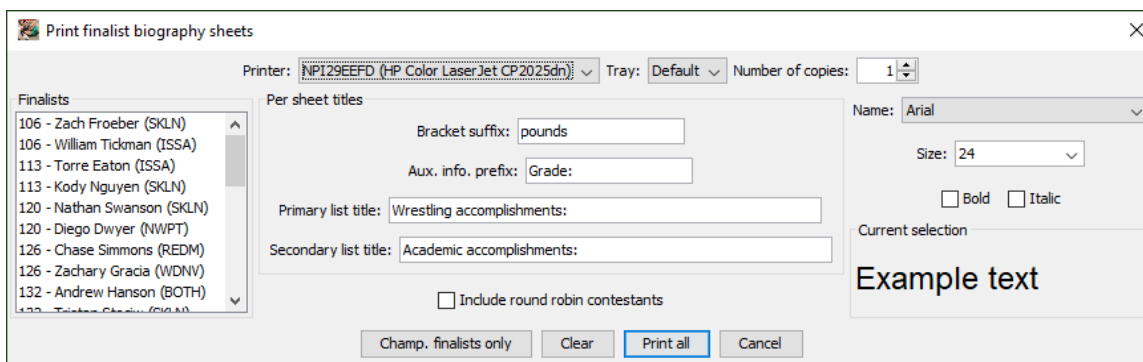 Print finalist biography sheets
Printer: NPI29EEFD (HP Color LaserJet CP2025dn) Tray: Default Number of copies: 1
Finalists
106 - Zach Froeber (SKLN)
106 - William Tickman (ISSA)
113 - Torre Eaton (ISSA)
113 - Kody Nguyen (SKLN)
120 - Nathan Swanson (SKLN)
120 - Diego Dwyer (NWPT)
126 - Chase Simmons (REDM)
126 - Zachary Gracia (WDNV)
132 - Andrew Hanson (BOTH)
Per sheet titles
Bracket suffix: pounds
Aux. info. prefix: Grade:
Primary list title: Wrestling accomplishments:
Secondary list title: Academic accomplishments:
Include round robin contestants
Name: Arial
Size: 24
Bold Italic
Current selection
Example text
Champ. finalists only Clear Print all Cancel